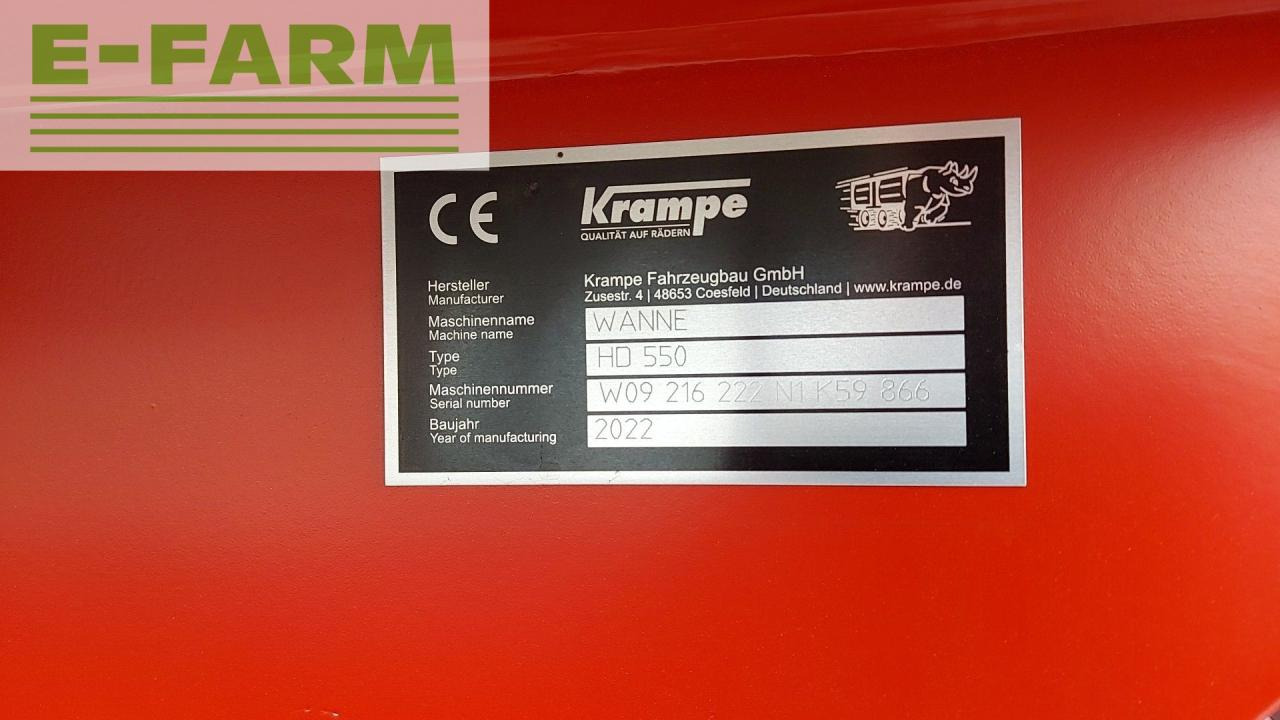 E-FARM
CE
Krampe
QUALITÄT AUF RÄDERN
Hersteller
Manufacturer
Krampe Fahrzeugbau GmbH
Zusestr. 4 | 48653 Coesfeld | Deutschland | www.krampe.de
Maschinenname
Machine name
WANNE
Type
Type
HD 550
Maschinennummer
Serial number
W09 216 222 N1 K59 866
Baujahr
Year of manufacturing
2022